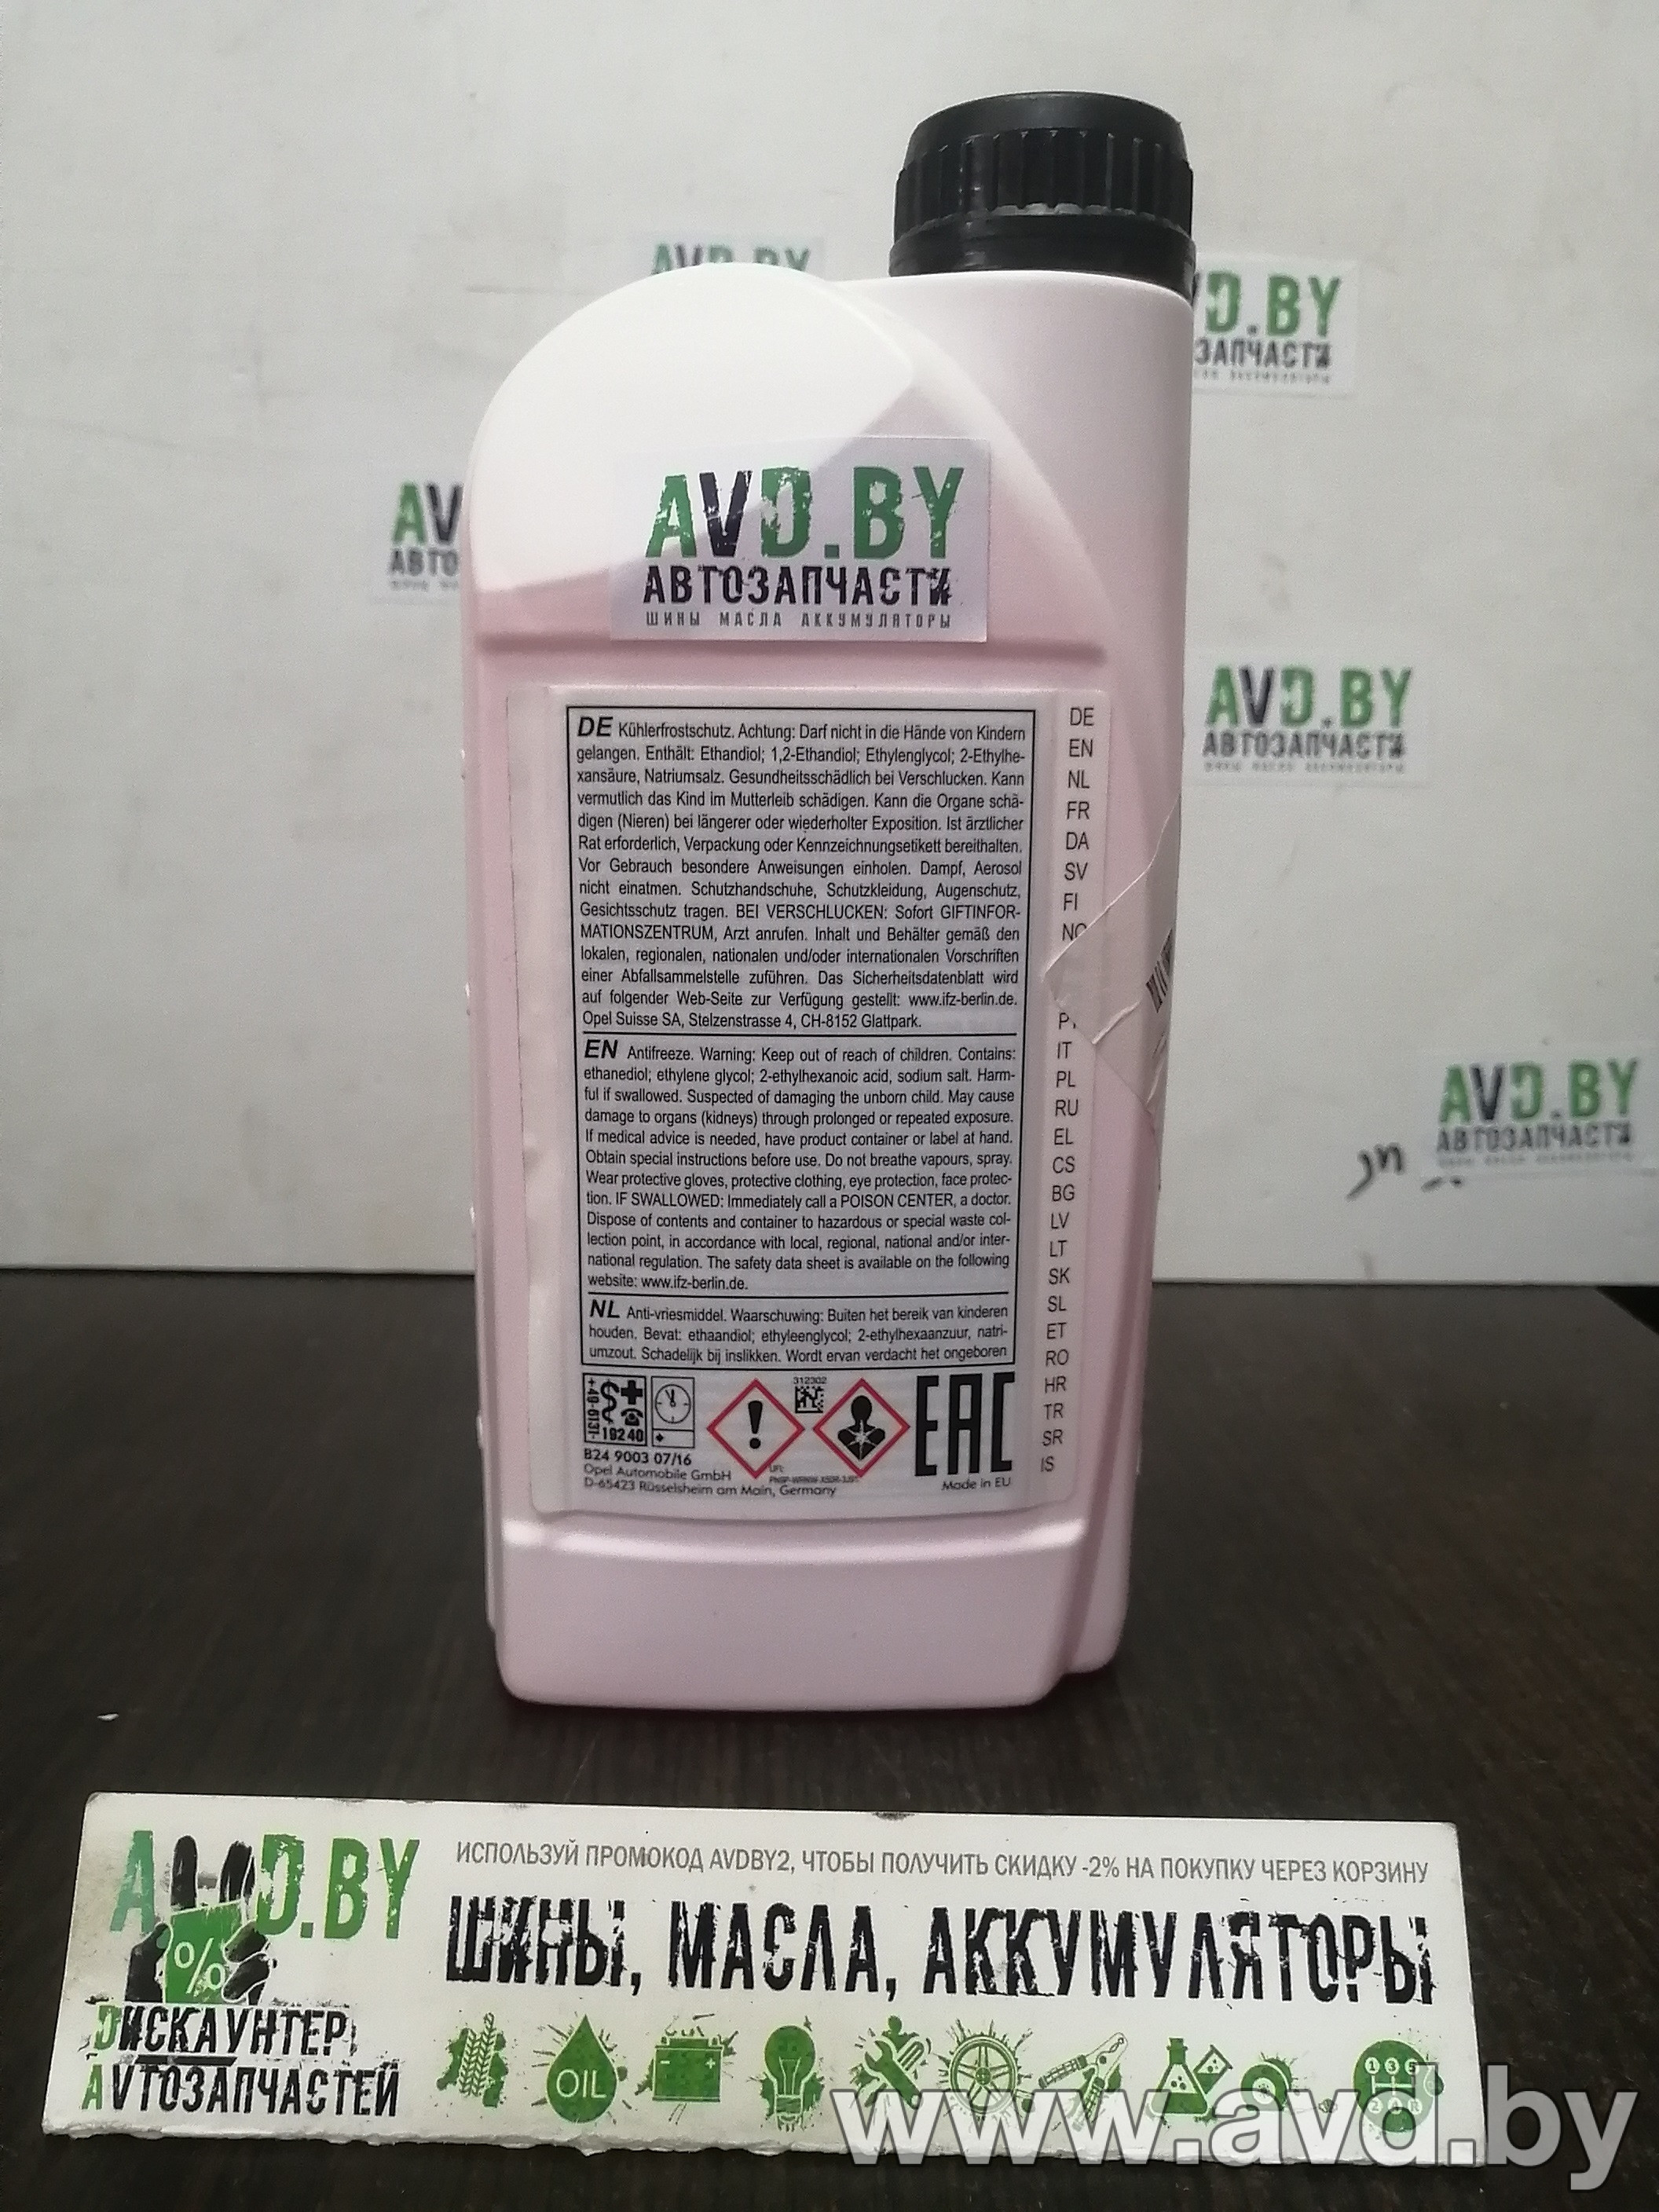 AVD.BY
AVD.BY
ЗАПЧАСТИ
AVD.BY
АВТОЗАПЧАСТИ
ШИНЫ МАСЛА АККУМУЛЯТОРЫ
AVD.BY
АВТОЗАПЧАСТИ
AVD.BY
АВТОЗАПЧАСТИ
DE Kühlerfrostschutz. Achtung: Darf nicht in die Hände von Kindern
gelangen. Enthält: Ethandiol; 1,2-Ethandiol; Ethylenglycol; 2-Ethylhe-
xansäure, Natriumsalz. Gesundheitsschädlich bei Verschlucken. Kann
vermutlich das Kind im Mutterleib schädigen. Kann die Organe schä-
digen (Nieren) bei längerer oder wiederholter Exposition. Ist ärztlicher
Rat erforderlich, Verpackung oder Kennzeichnungsetikett bereithalten.
Vor Gebrauch besondere Anweisungen einholen. Dampf, Aerosol
nicht einatmen. Schutzhandschuhe, Schutzkleidung, Augenschutz,
Gesichtsschutz tragen. BEI VERSCHLUCKEN: Sofort GIFTINFOR-
MATIONSZENTRUM, Arzt anrufen. Inhalt und Behälter gemäß den
lokalen, regionalen, nationalen und/oder internationalen Vorschriften
einer Abfallsammelstelle zuführen. Das Sicherheitsdatenblatt wird
auf folgender Web-Seite zur Verfügung gestellt: www.ifz-berlin.de.
Opel Suisse SA, Stelzenstrasse 4, CH-8152 Glattpark.
EN Antifreeze. Warning: Keep out of reach of children. Contains:
ethanediol; ethylene glycol; 2-ethylhexanoic acid, sodium salt. Harm-
ful if swallowed. Suspected of damaging the unborn child. May cause
damage to organs (kidneys) through prolonged or repeated exposure.
If medical advice is needed, have product container or label at hand.
Obtain special instructions before use. Do not breathe vapours, spray.
Wear protective gloves, protective clothing, eye protection, face protec-
tion. IF SWALLOWED: Immediately call a POISON CENTER, a doctor.
Dispose of contents and container to hazardous or special waste col-
lection point, in accordance with local, regional, national and/or inter-
national regulation. The safety data sheet is available on the following
website: www.ifz-berlin.de.
NL Anti-vriesmiddel. Waarschuwing: Buiten het bereik van kinderen
houden. Bevat: ethaandiol; ethyleenglycol; 2-ethylhexaanzuur, natri-
umzout. Schadelijk bij inslikken. Wordt ervan verdacht het ongeboren
DE
EN
NL
FR
DA
SV
FI
NO
IT
PL
RU
EL
CS
BG
LV
LT
SK
SL
ET
RO
HR
TR
SR
IS
+49-6131-
19240
312302
EAC
B24 9003 07/16
Opel Automobile GmbH
D-65423 Rüsselsheim am Main, Germany
UFI:
Made in EU
AVD.BY
%
DИСКАУНТЕР
АVТОЗАПЧАСТЕЙ
ИСПОЛЬЗУЙ ПРОМОКОД AVDBY2, ЧТОБЫ ПОЛУЧИТЬ СКИДКУ -2% НА ПОКУПКУ ЧЕРЕЗ КОРЗИНУ
ШИНЫ, МАСЛА, АККУМУЛЯТОРЫ
OIL
www.avd.by